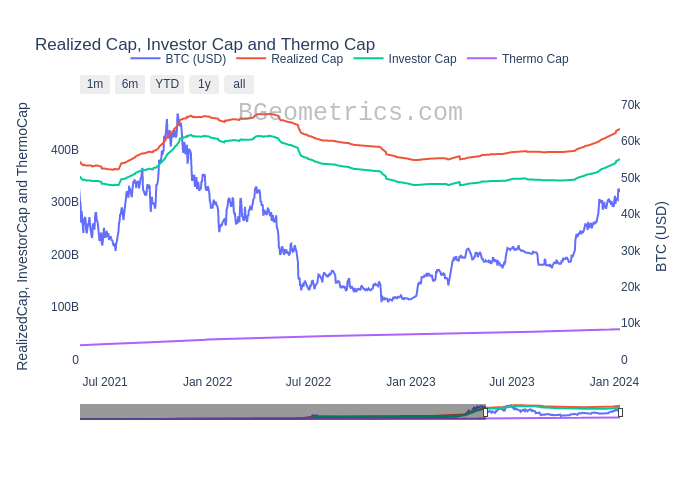 Realized Cap, Investor Cap and Thermo Cap
BTC (USD) Realized Cap Investor Cap Thermo Cap
1m 6m YTD 1y all
BGeometrics.com
RealizedCap, InvestorCap and ThermoCap
400B
300B
200B
100B
0
70k
60k
50k
40k
30k
20k
10k
0
BTC (USD)
Jul 2021 Jan 2022 Jul 2022 Jan 2023 Jul 2023 Jan 2024